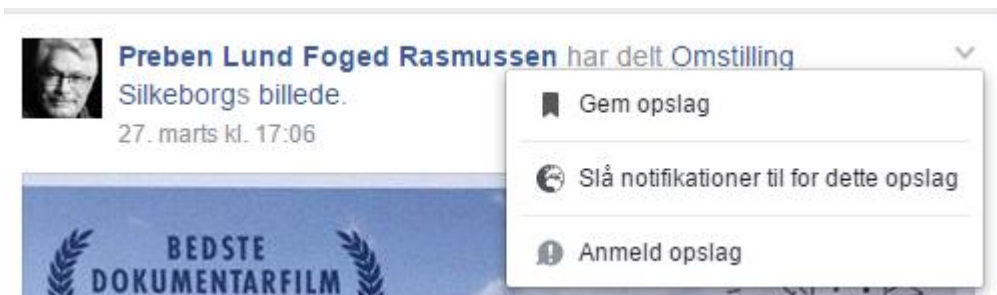 Preben Lund Foged Rasmussen har delt Omstilling
Silkeborgs billede.
27. marts kl. 17:06
Gem opslag
Slå notifikationer til for dette opslag
Anmeld opslag
BEDSTE
DOKUMENTARFILM